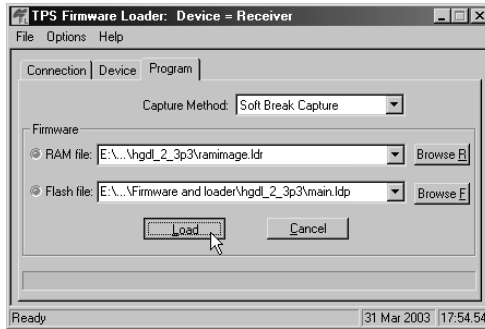 TPS Firmware Loader: Device = Receiver
File Options Help
Connection Device Program
Capture Method: Soft Break Capture
Firmware
RAM file: E:\...\hgdl_2_3p3\ramimage.ldr Browse R
Flash file: E:\...\Firmware and loader\hgdl_2_3p3\main.ldp Browse F
Load Cancel
Ready 31 Mar 2003 17:54.54